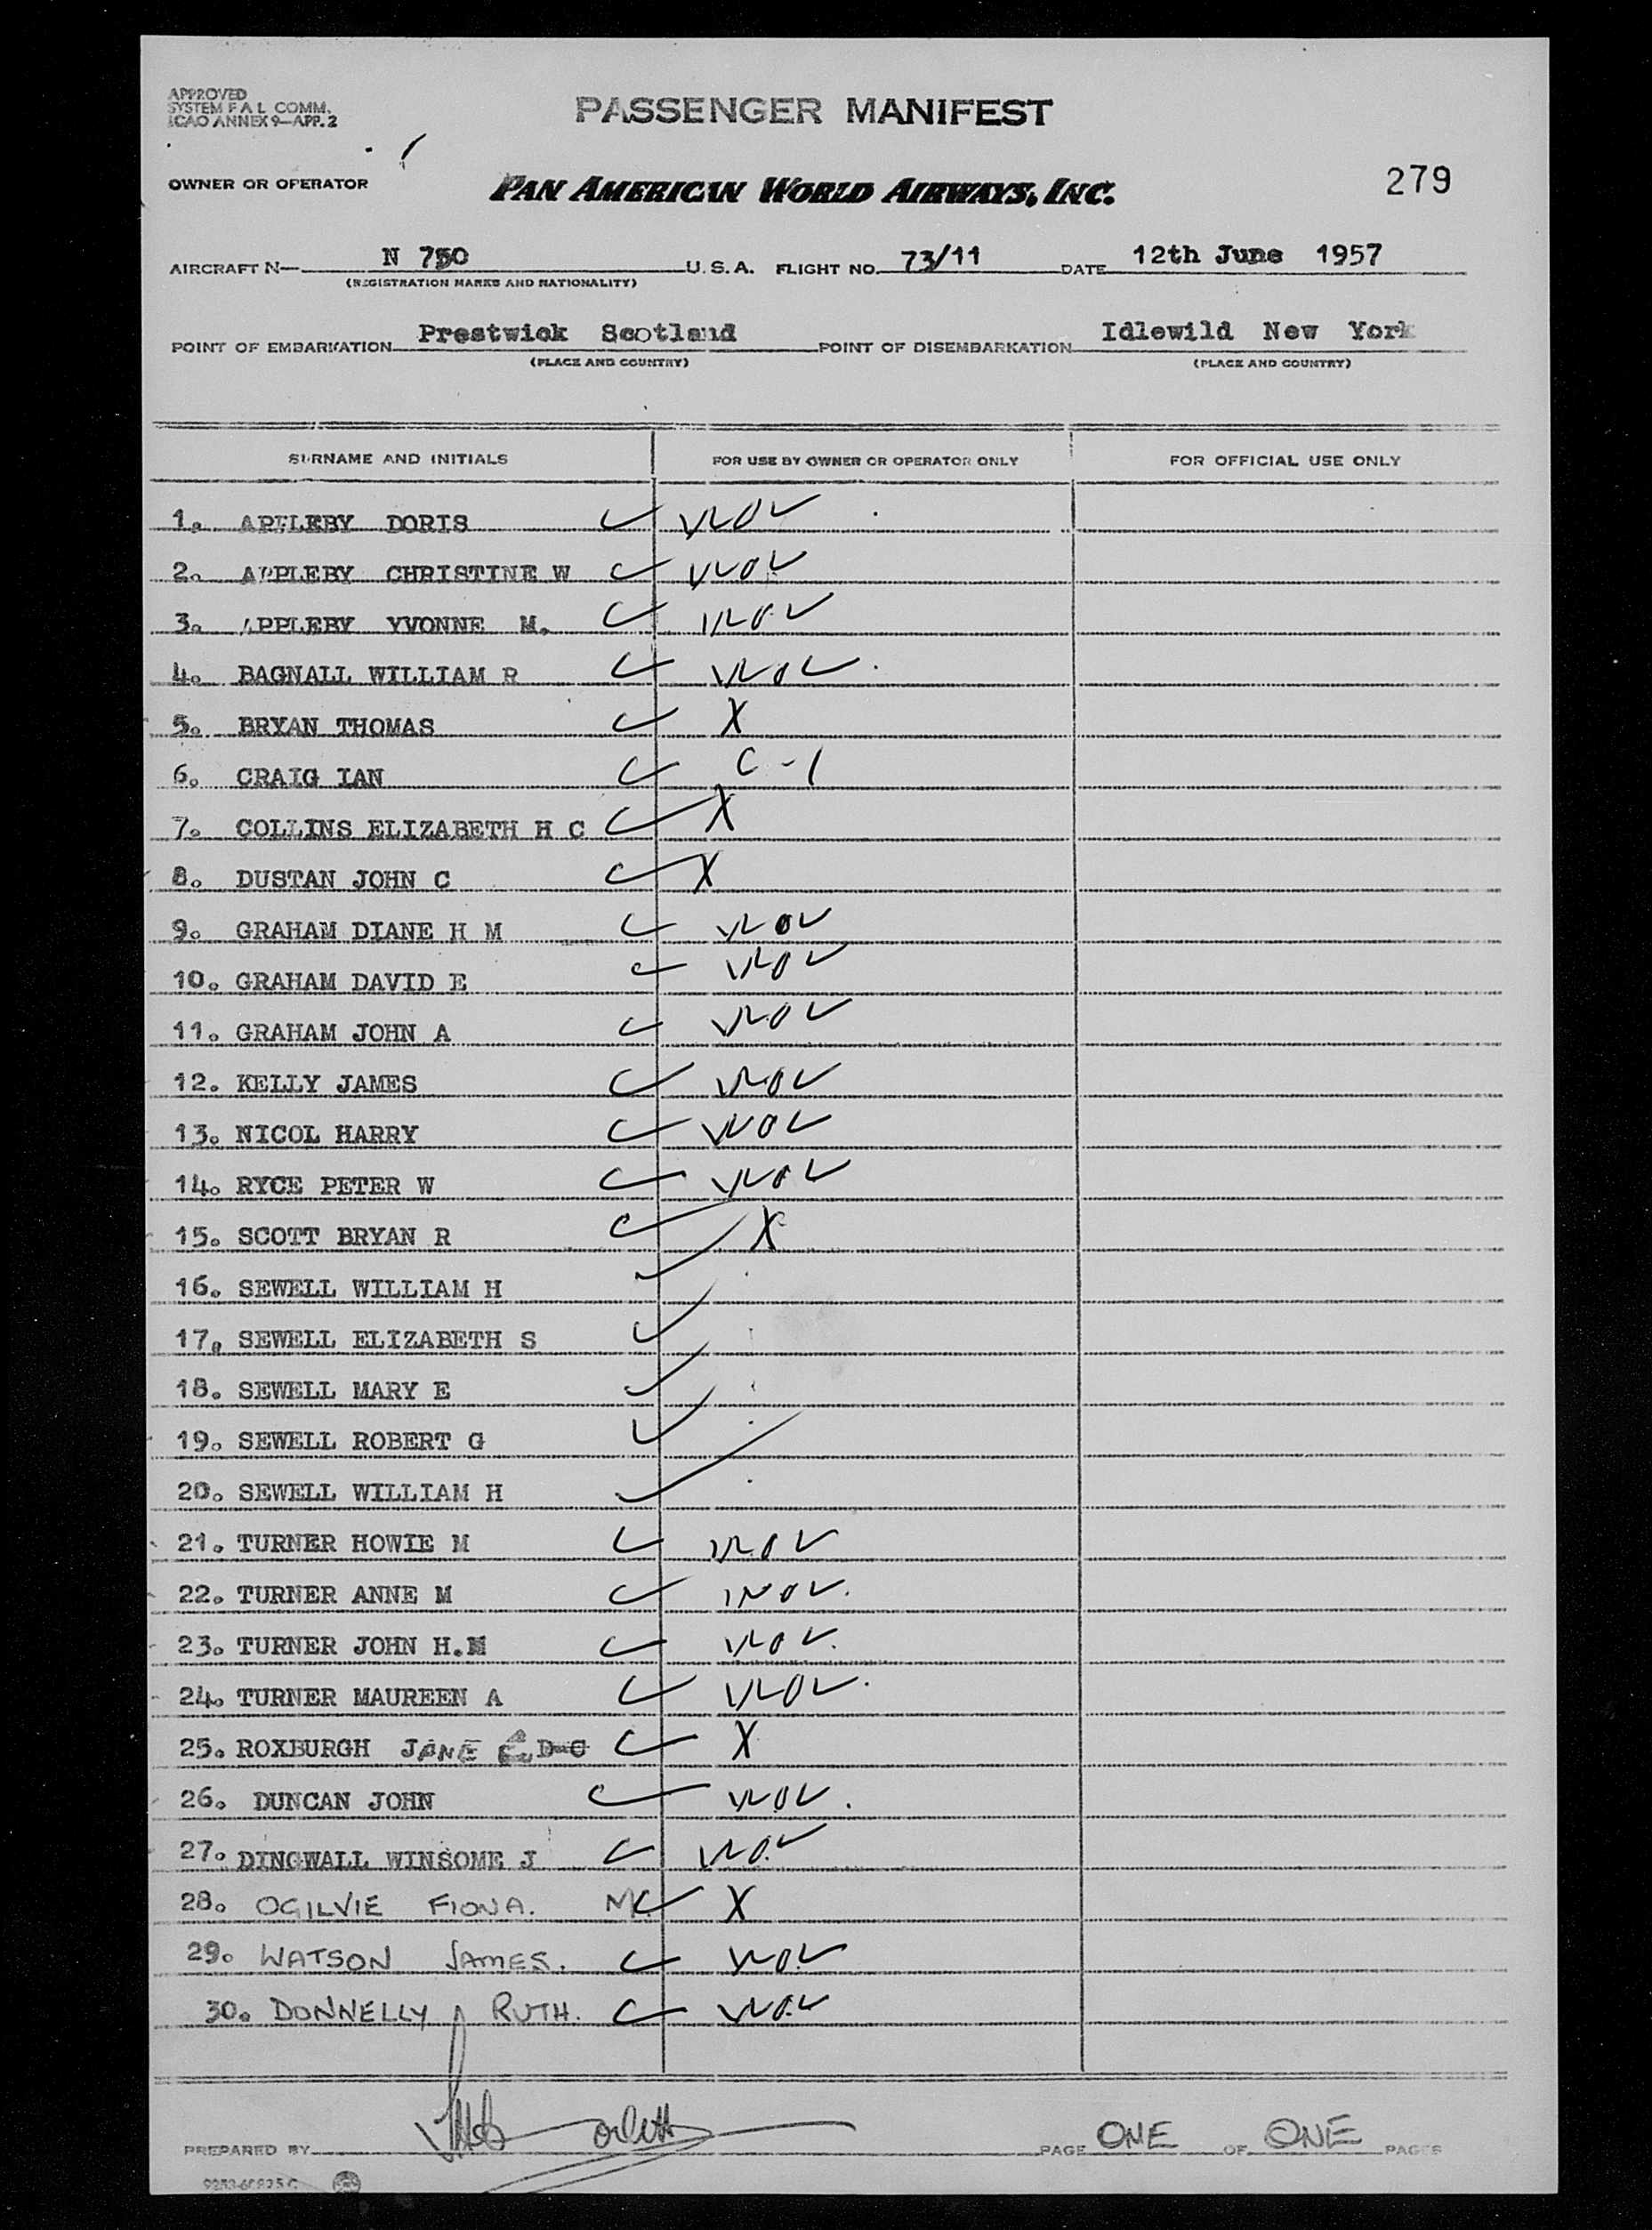 APPROVED
SYSTEM F A L COMM.
ICAO ANNEX 9—APP. 2
PASSENGER MANIFEST
OWNER OR OPERATOR PAN AMERICAN WORLD AIRWAYS, INC. 279
AIRCRAFT N— N 750 U. S. A. FLIGHT NO. 73/11 DATE 12th June 1957
(REGISTRATION MARKS AND NATIONALITY)
POINT OF EMBARKATION Prestwick Scotland POINT OF DISEMBARKATION Idlewild New York
(PLACE AND COUNTRY) (PLACE AND COUNTRY)
SURNAME AND INITIALS FOR USE BY OWNER OR OPERATOR ONLY FOR OFFICIAL USE ONLY
1. APPLEBY DORIS
2. APPLEBY CHRISTINE W
3. APPLEBY YVONNE M.
4. BAGNALL WILLIAM R
5. BRYAN THOMAS X
6. CRAIG IAN C-1
7. COLLINS ELIZABETH H C X
8. DUSTAN JOHN C X
9. GRAHAM DIANE H M
10. GRAHAM DAVID E
11. GRAHAM JOHN A
12. KELLY JAMES
13. NICOL HARRY
14. RYCE PETER W
15. SCOTT BRYAN R X
16. SEWELL WILLIAM H
17. SEWELL ELIZABETH S
18. SEWELL MARY E
19. SEWELL ROBERT G
20. SEWELL WILLIAM H
21. TURNER HOWIE M
22. TURNER ANNE M
23. TURNER JOHN H.M
24. TURNER MAUREEN A
25. ROXBURGH JANE E X
26. DUNCAN JOHN
27. DINGWALL WINSOME J
28. OGILVIE FIONA. M X
29. WATSON JAMES.
30. DONNELLY RUTH.
PREPARED BY PAGE ONE OF ONE PAGES